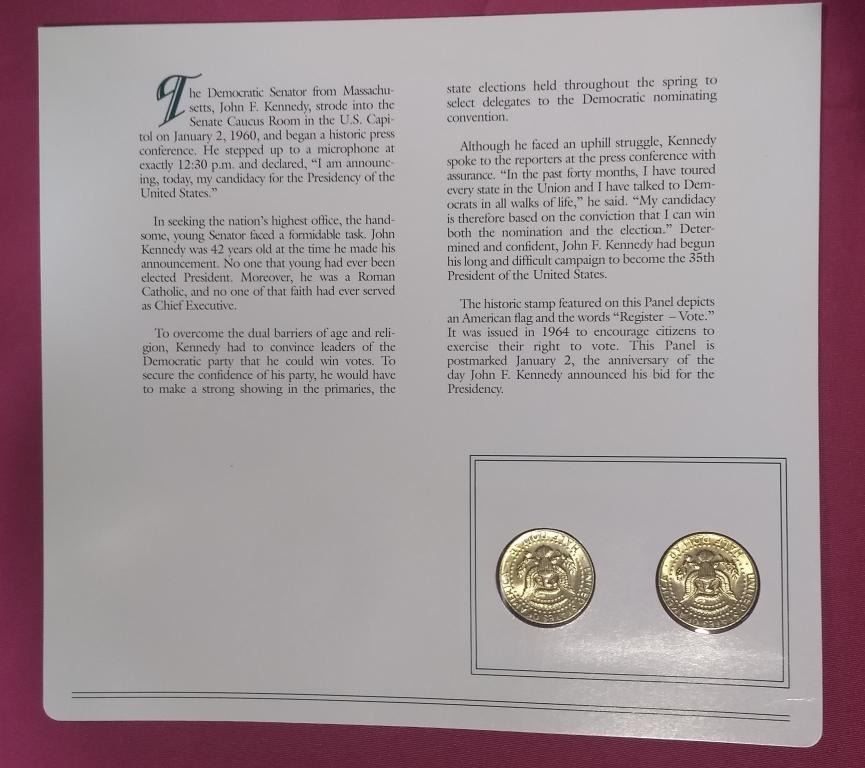 The Democratic Senator from Massachu-
setts, John F. Kennedy, strode into the
Senate Caucus Room in the U.S. Capi-
tol on January 2, 1960, and began a historic press
conference. He stepped up to a microphone at
exactly 12:30 p.m. and declared, “I am announc-
ing, today, my candidacy for the Presidency of the
United States.”
In seeking the nation’s highest office, the hand-
some, young Senator faced a formidable task. John
Kennedy was 42 years old at the time he made his
announcement. No one that young had ever been
elected President. Moreover, he was a Roman
Catholic, and no one of that faith had ever served
as Chief Executive.
To overcome the dual barriers of age and reli-
gion, Kennedy had to convince leaders of the
Democratic party that he could win votes. To
secure the confidence of his party, he would have
to make a strong showing in the primaries, the
state elections held throughout the spring to
select delegates to the Democratic nominating
convention.
Although he faced an uphill struggle, Kennedy
spoke to the reporters at the press conference with
assurance. “In the past forty months, I have toured
every state in the Union and I have talked to Dem-
ocrats in all walks of life,” he said. “My candidacy
is therefore based on the conviction that I can win
both the nomination and the election.” Deter-
mined and confident, John F. Kennedy had begun
his long and difficult campaign to become the 35th
President of the United States.
The historic stamp featured on this Panel depicts
an American flag and the words “Register – Vote.”
It was issued in 1964 to encourage citizens to
exercise their right to vote. This Panel is
postmarked January 2, the anniversary of the
day John F. Kennedy announced his bid for the
Presidency.
HALF DOLLAR
UNITED
HALF DOLLAR
UNITED